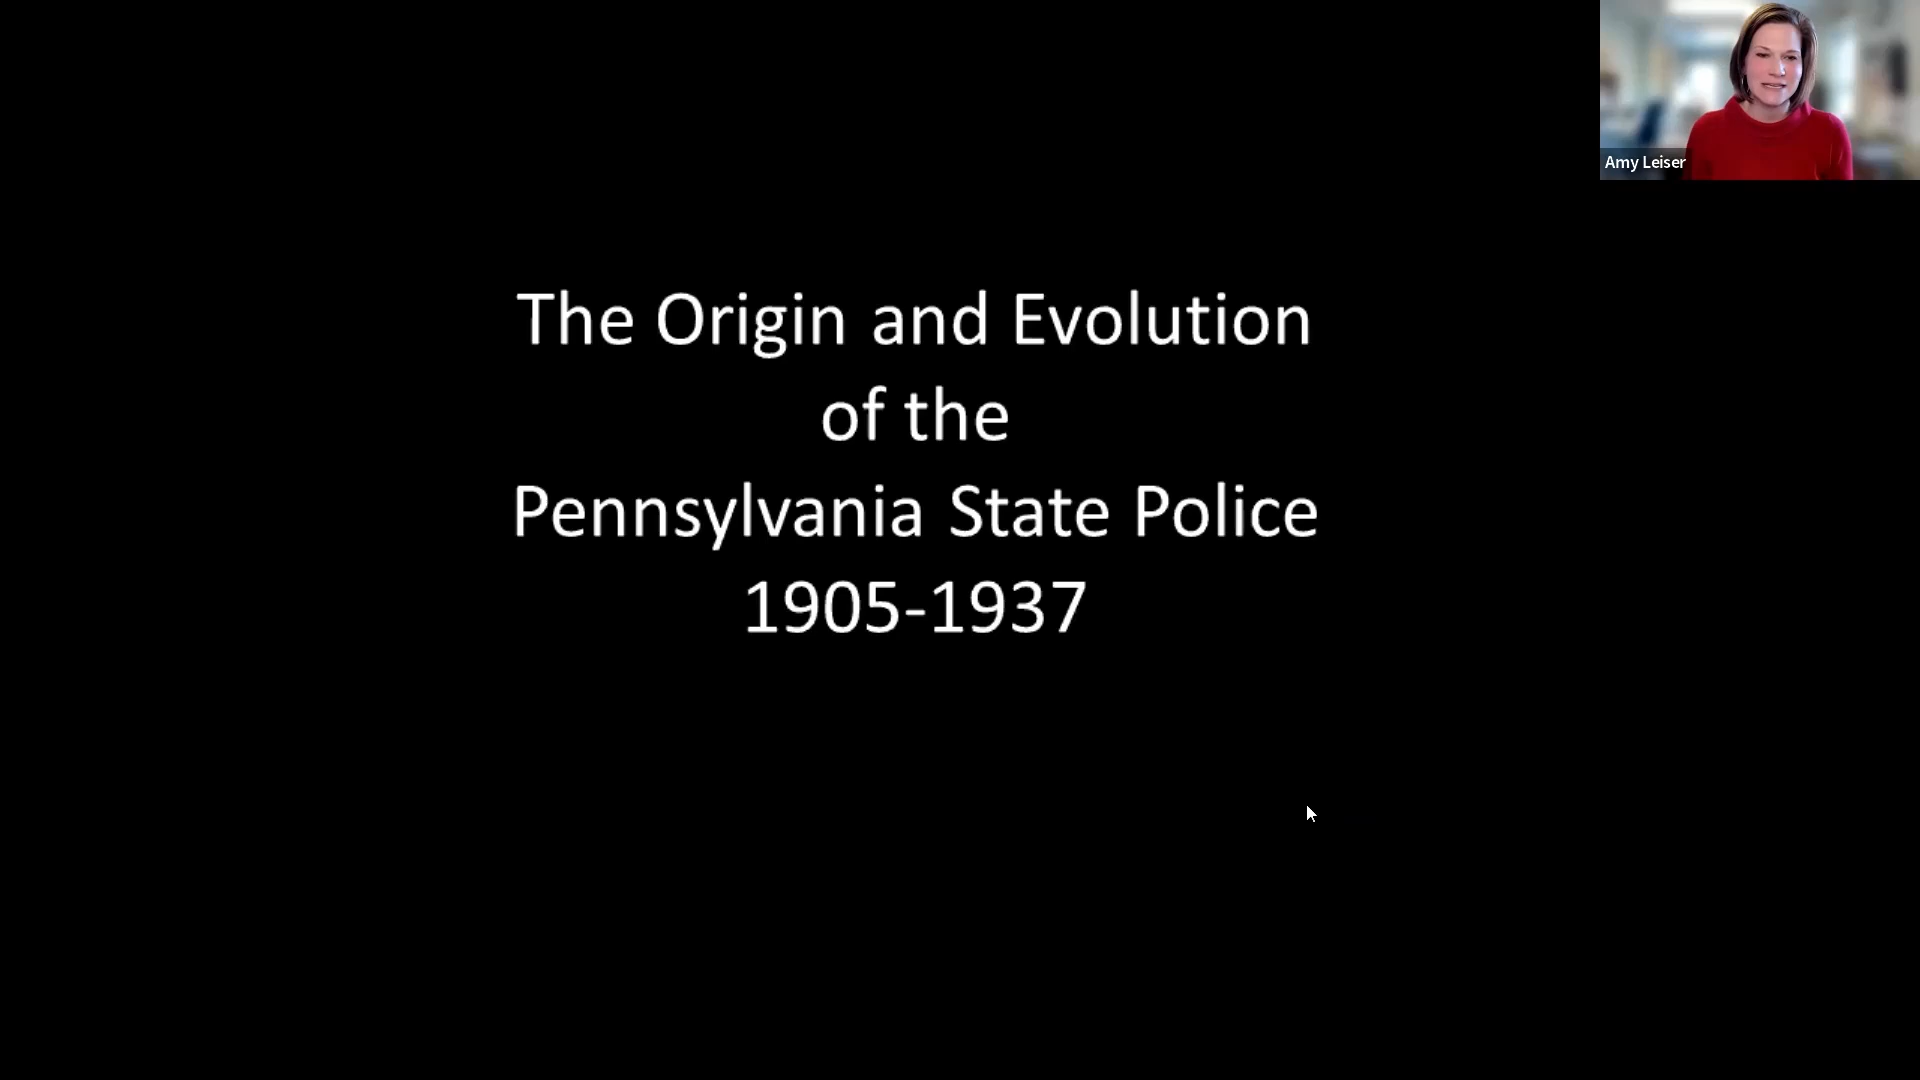 Amy Leiser
The Origin and Evolution
of the
Pennsylvania State Police
1905-1937